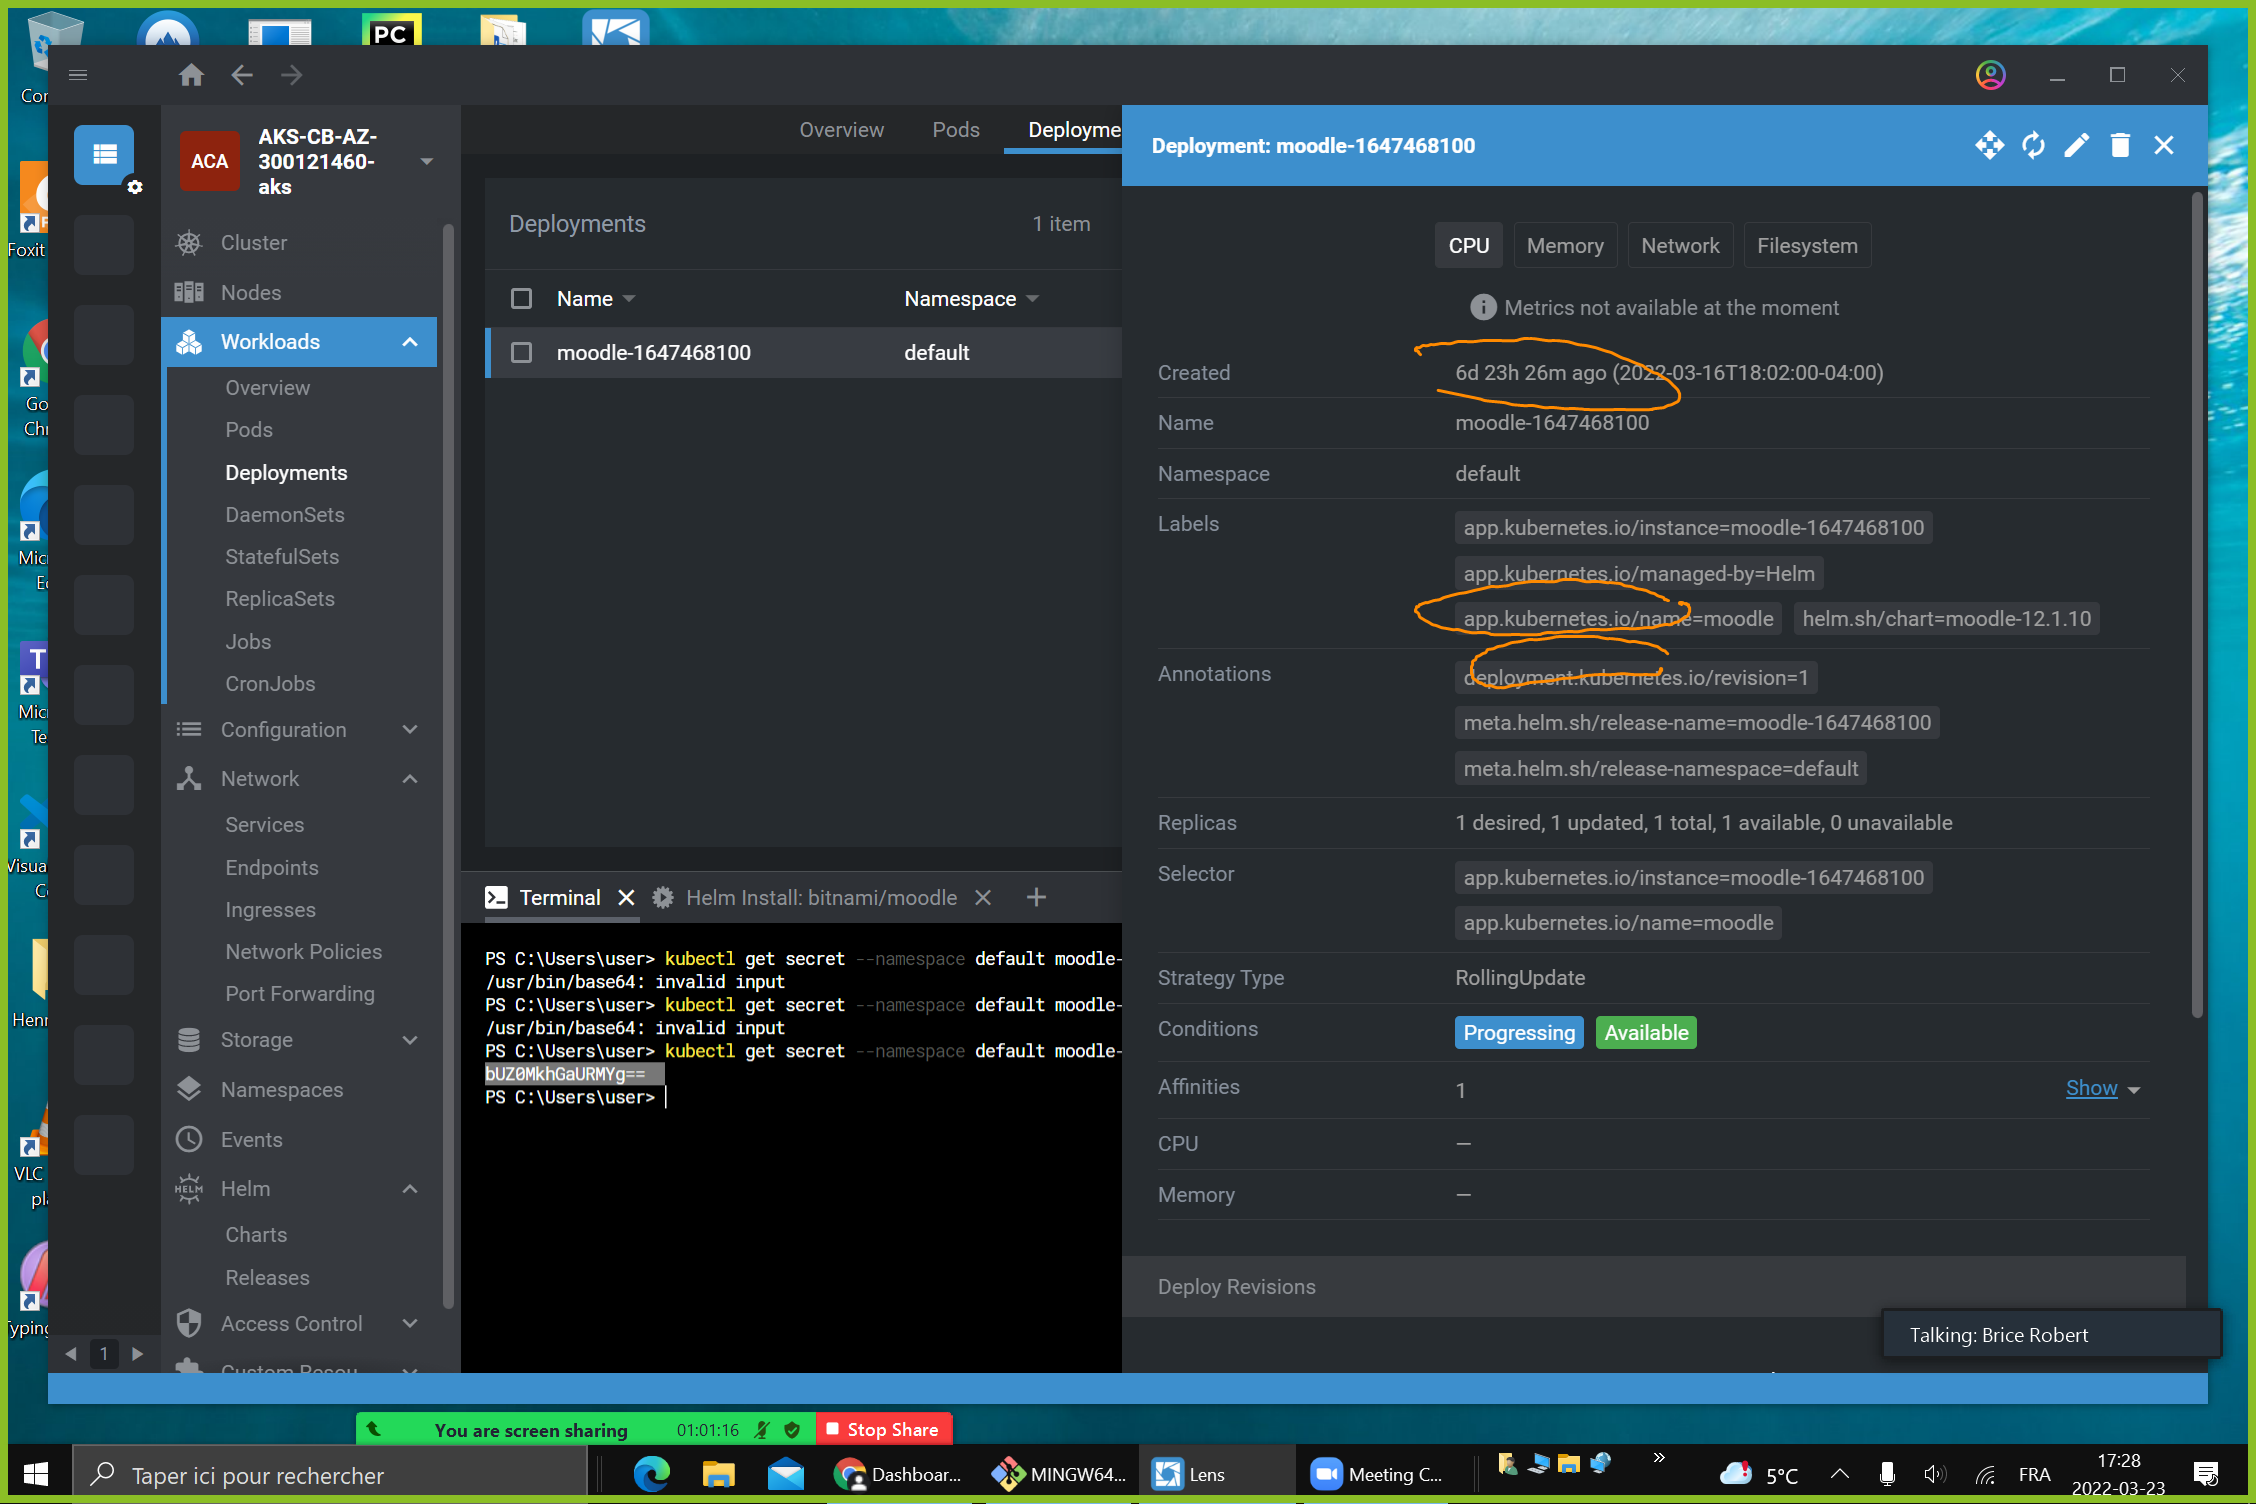 PC
Cor
Foxit
Go
Chr
Mic
Te
Visua
C
Henr
VLC
pla
Typing
ACA
AKS-CB-AZ-
300121460-
aks
Cluster
Nodes
Workloads
Overview
Pods
Deployments
DaemonSets
StatefulSets
ReplicaSets
Jobs
CronJobs
Configuration
Network
Services
Endpoints
Ingresses
Network Policies
Port Forwarding
Storage
Namespaces
Events
HELM Helm
Charts
Releases
Access Control
Custom Resou
1
Overview Pods Deployme
Deployments 1 item
Name Namespace
moodle-1647468100 default
Terminal Helm Install: bitnami/moodle
PS C:\Users\user> kubectl get secret --namespace default moodle-
/usr/bin/base64: invalid input
PS C:\Users\user> kubectl get secret --namespace default moodle-
/usr/bin/base64: invalid input
PS C:\Users\user> kubectl get secret --namespace default moodle-
bUZ0MkhGaURMYg==
PS C:\Users\user>
Deployment: moodle-1647468100
CPU Memory Network Filesystem
Metrics not available at the moment
Created 6d 23h 26m ago (2022-03-16T18:02:00-04:00)
Name moodle-1647468100
Namespace default
Labels app.kubernetes.io/instance=moodle-1647468100
app.kubernetes.io/managed-by=Helm
app.kubernetes.io/name=moodle helm.sh/chart=moodle-12.1.10
Annotations deployment.kubernetes.io/revision=1
meta.helm.sh/release-name=moodle-1647468100
meta.helm.sh/release-namespace=default
Replicas 1 desired, 1 updated, 1 total, 1 available, 0 unavailable
Selector app.kubernetes.io/instance=moodle-1647468100
app.kubernetes.io/name=moodle
Strategy Type RollingUpdate
Conditions Progressing Available
Affinities 1 Show
CPU —
Memory —
Deploy Revisions
Talking: Brice Robert
You are screen sharing 01:01:16 Stop Share
Taper ici pour rechercher
Dashboar... MINGW64... Lens Meeting C...
5°C FRA 17:28
2022-03-23